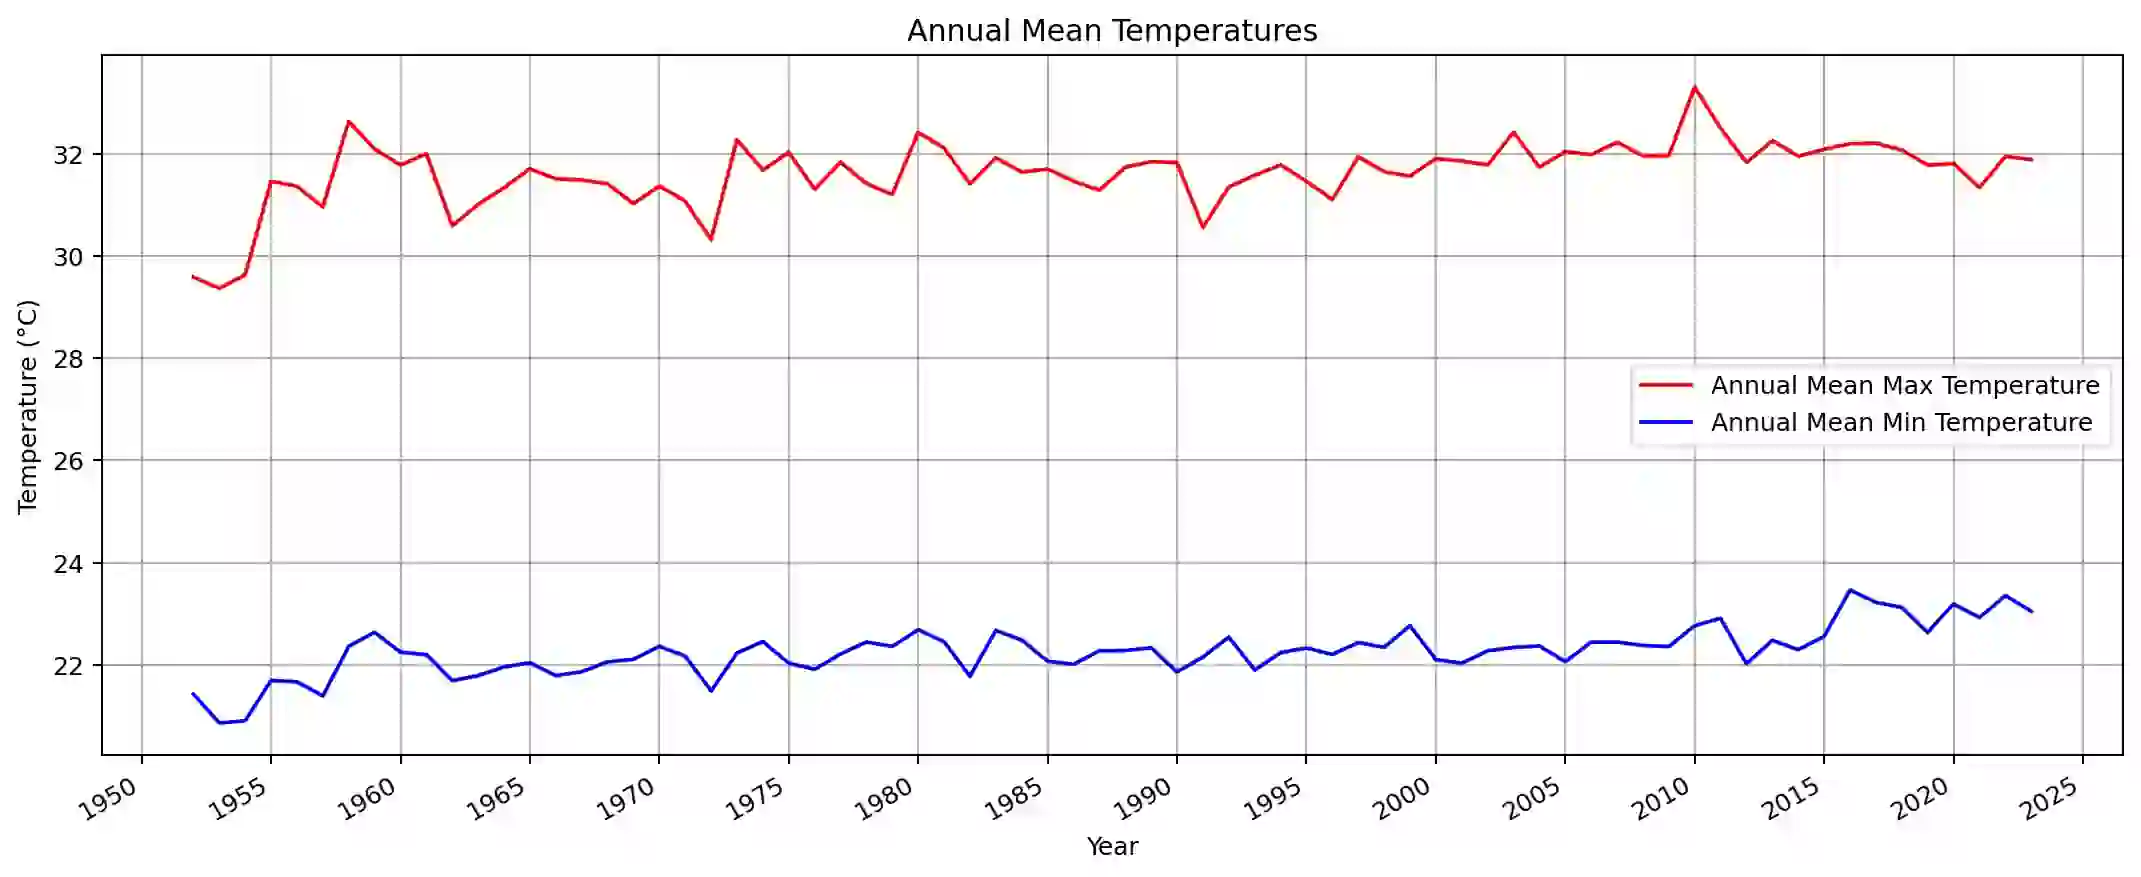 Annual Mean Temperatures
Temperature (°C)
32
30
28
26
24
22
Annual Mean Max Temperature
Annual Mean Min Temperature
1950 1955 1960 1965 1970 1975 1980 1985 1990 1995 2000 2005 2010 2015 2020 2025
Year